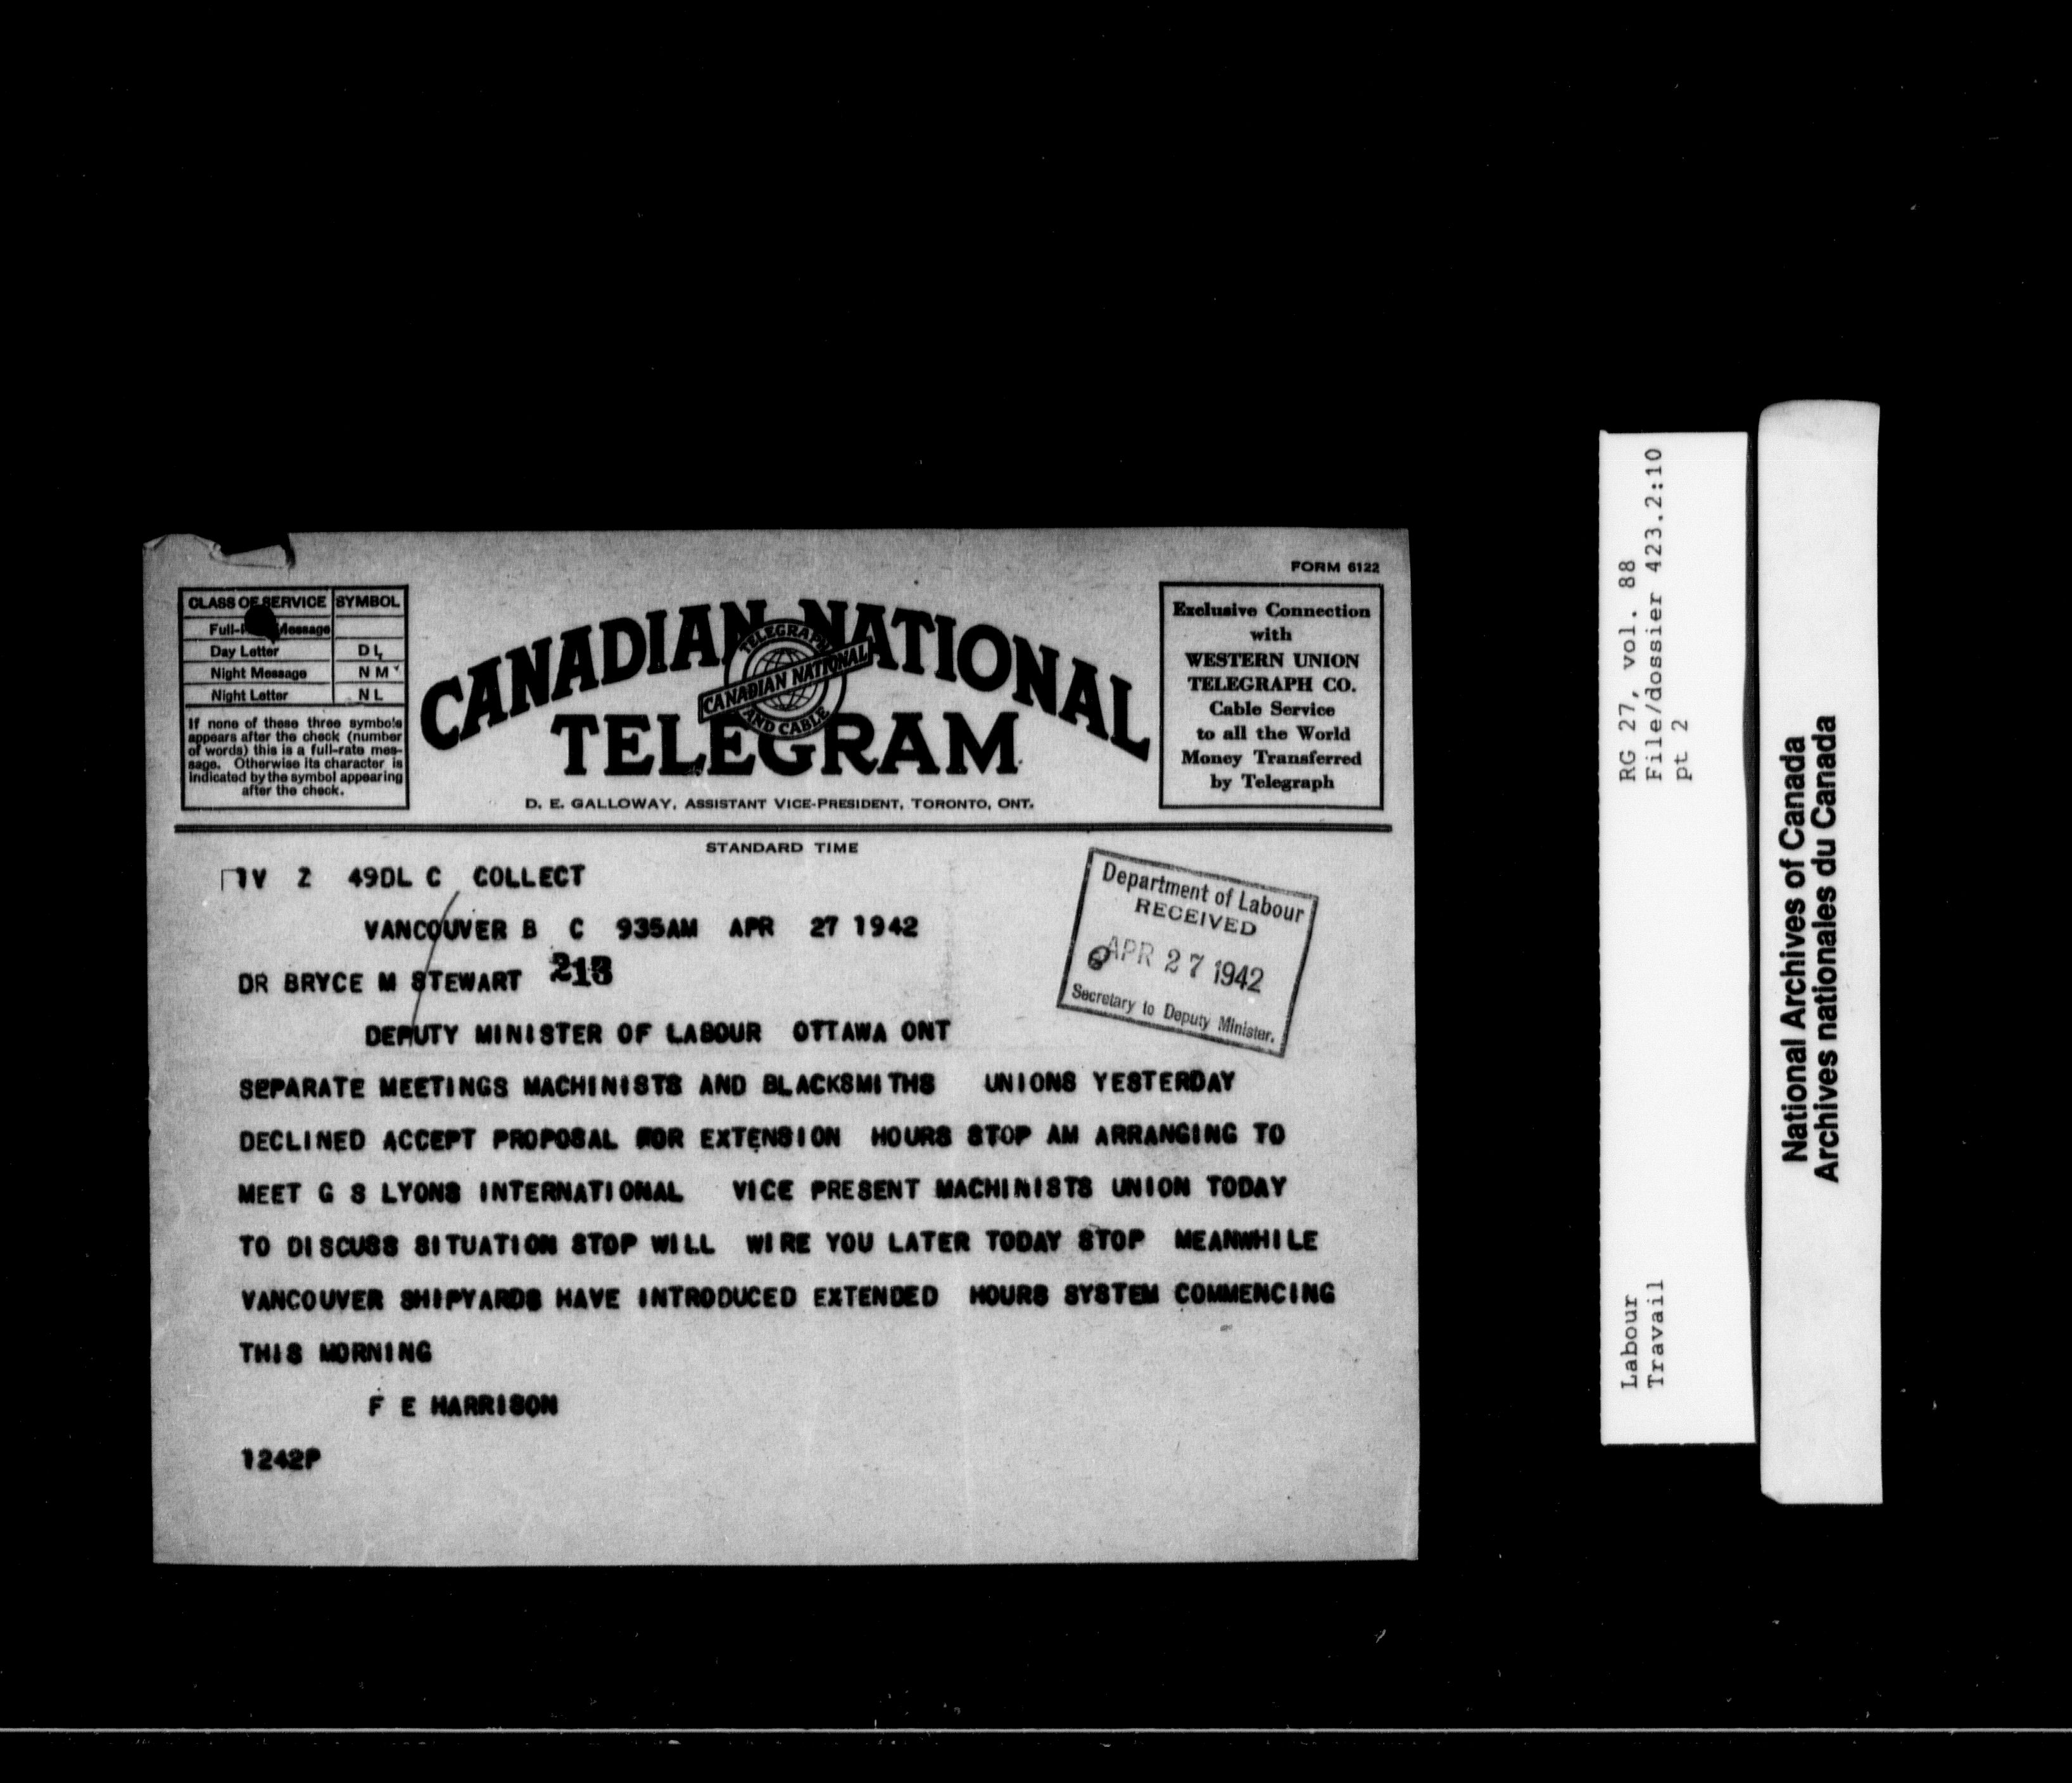 FORM 6122
CLASS OF SERVICE SYMBOL
Full- Message
Day Letter DL
Night Message NM
Night Letter NL
If none of these three symbols
appears after the check (number
of words) this is a full-rate mes-
sage. Otherwise its character is
indicated by the symbol appearing
after the check.
CANADIAN NATIONAL
TELEGRAPH
CANADIAN NATIONAL
AND CABLE
TELEGRAM
D. E. GALLOWAY, ASSISTANT VICE-PRESIDENT, TORONTO, ONT.
Exclusive Connection
with
WESTERN UNION
TELEGRAPH CO.
Cable Service
to all the World
Money Transferred
by Telegraph
STANDARD TIME
1V Z 49DL C COLLECT
VANCOUVER B C 935AM APR 27 1942
DR BRYCE M STEWART 213
DEPUTY MINISTER OF LABOUR OTTAWA ONT
Department of Labour
RECEIVED
APR 27 1942
Secretary to Deputy Minister.
SEPARATE MEETINGS MACHINISTS AND BLACKSMITHS UNIONS YESTERDAY
DECLINED ACCEPT PROPOSAL FOR EXTENSION HOURS STOP AM ARRANGING TO
MEET G S LYONS INTERNATIONAL VICE PRESENT MACHINISTS UNION TODAY
TO DISCUSS SITUATION STOP WILL WIRE YOU LATER TODAY STOP MEANWHILE
VANCOUVER SHIPYARDS HAVE INTRODUCED EXTENDED HOURS SYSTEM COMMENCING
THIS MORNING
F E HARRISON
1242P
RG 27, vol. 88
File/dossier 423.2:10
pt 2
Labour
Travail
National Archives of Canada
Archives nationales du Canada